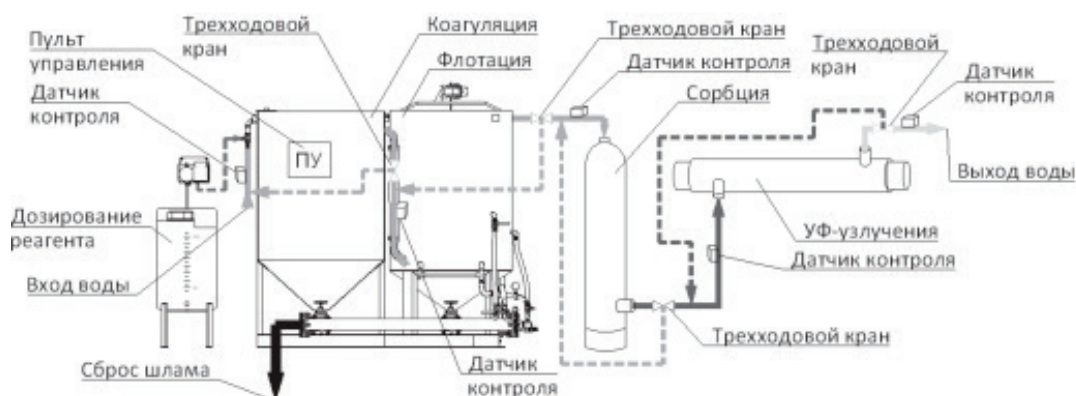 Трехходовой
кран
Коагуляция
Флотация
Трехходовой кран
Датчик контроля
Сорбция
Трехходовой
кран
Датчик
контроля
Пульт
управления
Датчик
контроля
ПУ
Выход воды
Дозирование
реагента
Вход воды
УФ-узлучения
Датчик контроля
Трехходовой кран
Сброс шлама
Датчик
контроля